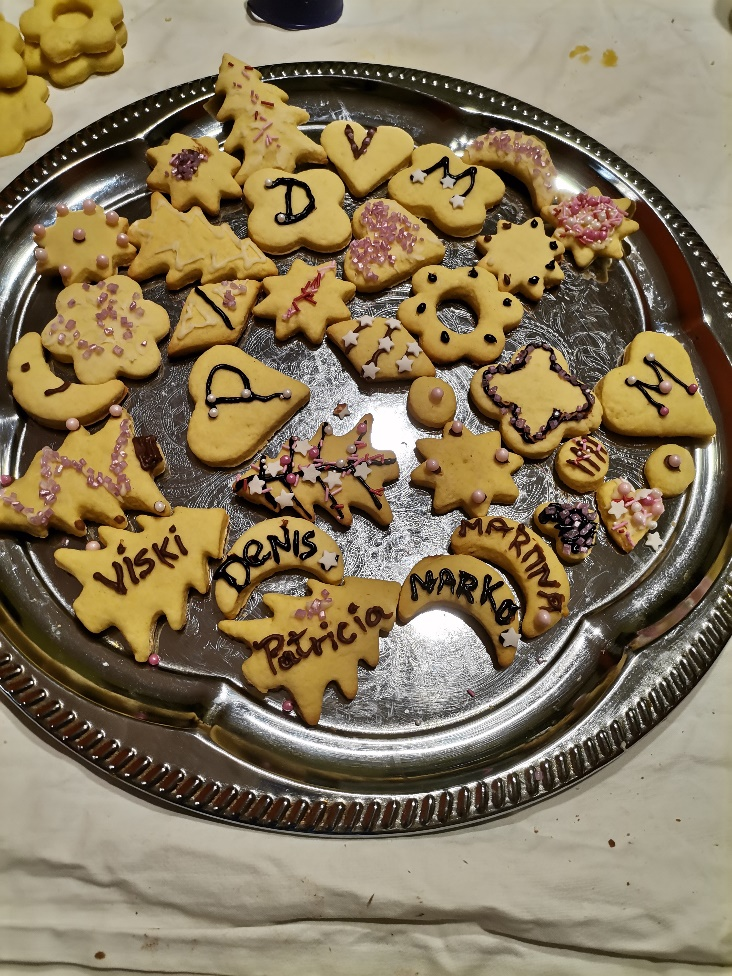 V
D
M
D
M
Viski
DENIS
MARTINA
MARKO
Patricia